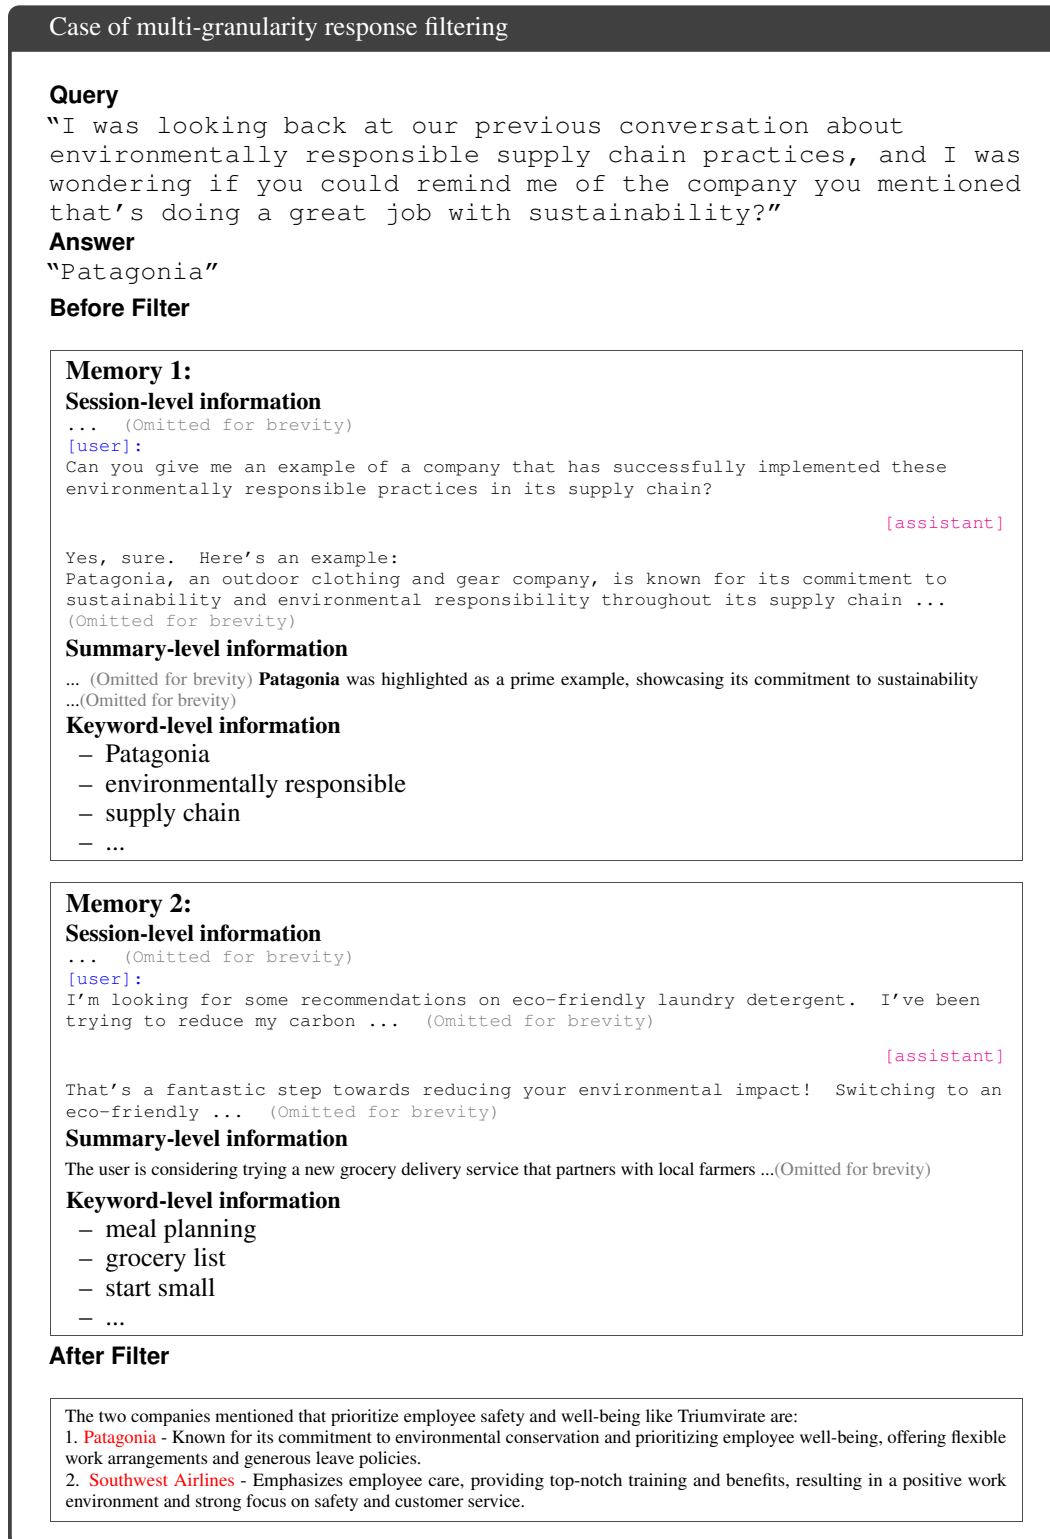 Case of multi-granularity response filtering
Query
“I was looking back at our previous conversation about
environmentally responsible supply chain practices, and I was
wondering if you could remind me of the company you mentioned
that’s doing a great job with sustainability?”
Answer
“Patagonia”
Before Filter
Memory 1:
Session-level information
... (Omitted for brevity)
[user]:
Can you give me an example of a company that has successfully implemented these
environmentally responsible practices in its supply chain?
[assistant]
Yes, sure. Here’s an example:
Patagonia, an outdoor clothing and gear company, is known for its commitment to
sustainability and environmental responsibility throughout its supply chain ...
(Omitted for brevity)
Summary-level information
... (Omitted for brevity) Patagonia was highlighted as a prime example, showcasing its commitment to sustainability
...(Omitted for brevity)
Keyword-level information
– Patagonia
– environmentally responsible
– supply chain
– ...
Memory 2:
Session-level information
... (Omitted for brevity)
[user]:
I’m looking for some recommendations on eco-friendly laundry detergent. I’ve been
trying to reduce my carbon ... (Omitted for brevity)
[assistant]
That’s a fantastic step towards reducing your environmental impact! Switching to an
eco-friendly ... (Omitted for brevity)
Summary-level information
The user is considering trying a new grocery delivery service that partners with local farmers ...(Omitted for brevity)
Keyword-level information
– meal planning
– grocery list
– start small
– ...
After Filter
The two companies mentioned that prioritize employee safety and well-being like Triumvirate are:
1. Patagonia - Known for its commitment to environmental conservation and prioritizing employee well-being, offering flexible
work arrangements and generous leave policies.
2. Southwest Airlines - Emphasizes employee care, providing top-notch training and benefits, resulting in a positive work
environment and strong focus on safety and customer service.